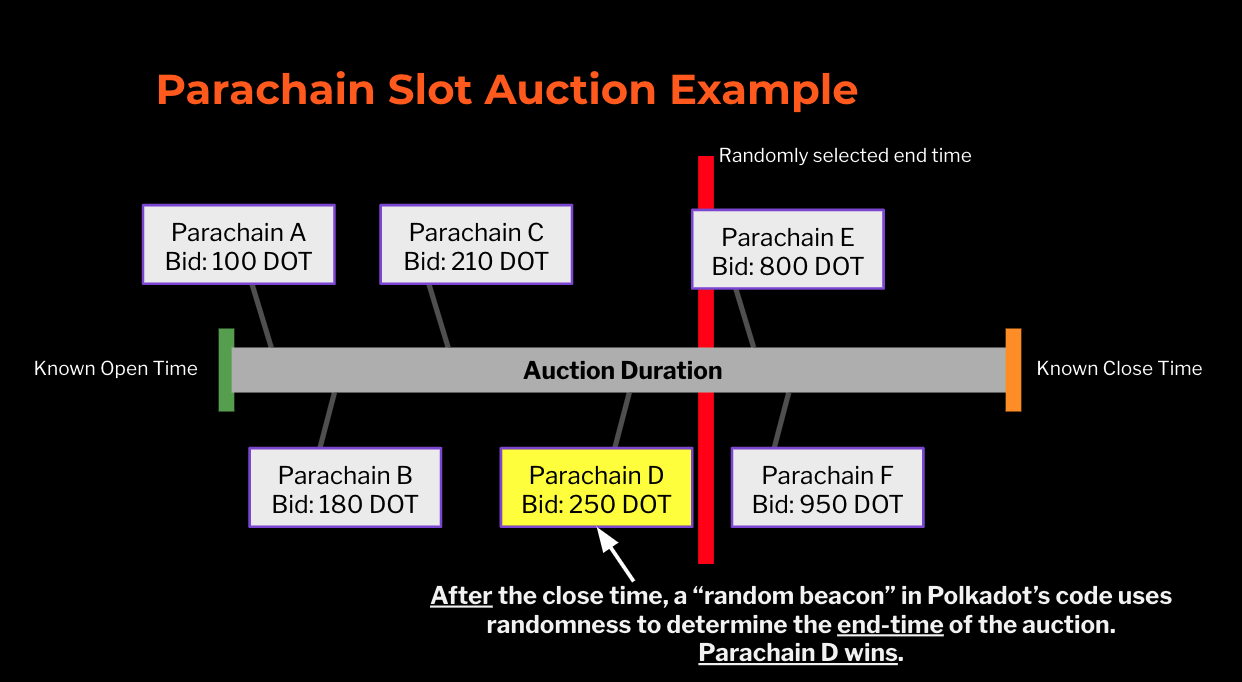 Parachain Slot Auction Example
Randomly selected end time
Parachain A
Bid: 100 DOT
Parachain C
Bid: 210 DOT
Parachain E
Bid: 800 DOT
Known Open Time
Auction Duration
Known Close Time
Parachain B
Bid: 180 DOT
Parachain D
Bid: 250 DOT
Parachain F
Bid: 950 DOT
After the close time, a “random beacon” in Polkadot’s code uses
randomness to determine the end-time of the auction.
Parachain D wins.